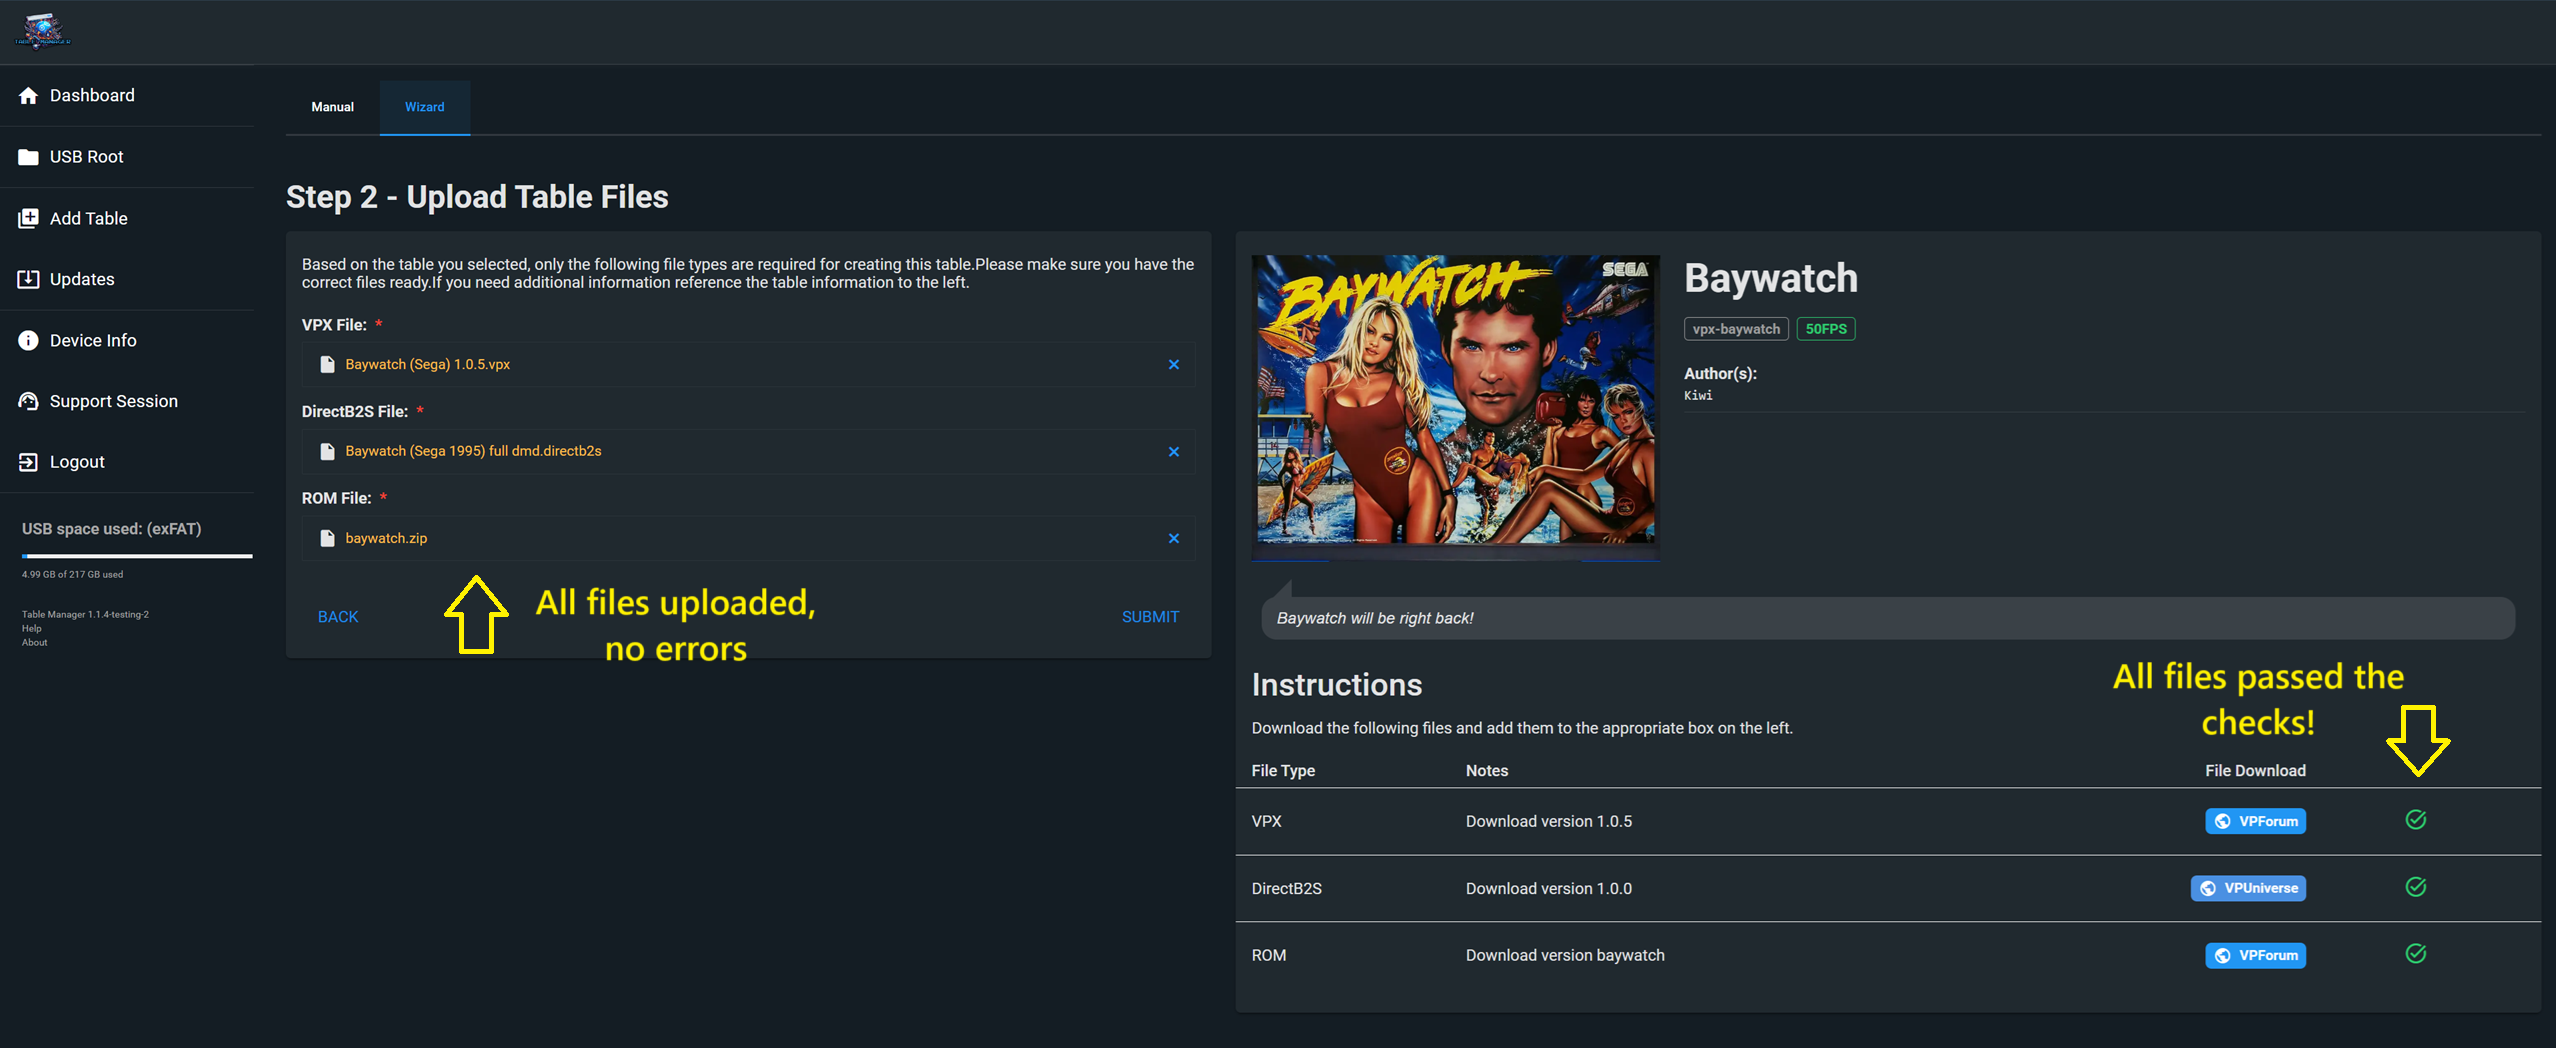 TABLE MANAGER
Dashboard
USB Root
Add Table
Updates
Device Info
Support Session
Logout
USB space used: (exFAT)
4.99 GB of 217 GB used
Table Manager 1.1.4-testing-2
Help
About
Manual
Wizard
Step 2 - Upload Table Files
Based on the table you selected, only the following file types are required for creating this table.Please make sure you have the
correct files ready.If you need additional information reference the table information to the left.
VPX File: *
Baywatch (Sega) 1.0.5.vpx
DirectB2S File: *
Baywatch (Sega 1995) full dmd.directb2s
ROM File: *
baywatch.zip
BACK
SUBMIT
All files uploaded,
no errors
BAYWATCH
SEGA
Baywatch
vpx-baywatch
50FPS
Author(s):
Kiwi
Baywatch will be right back!
Instructions
Download the following files and add them to the appropriate box on the left.
All files passed the
checks!
File Type Notes File Download
VPX Download version 1.0.5 VPForum
DirectB2S Download version 1.0.0 VPUniverse
ROM Download version baywatch VPForum